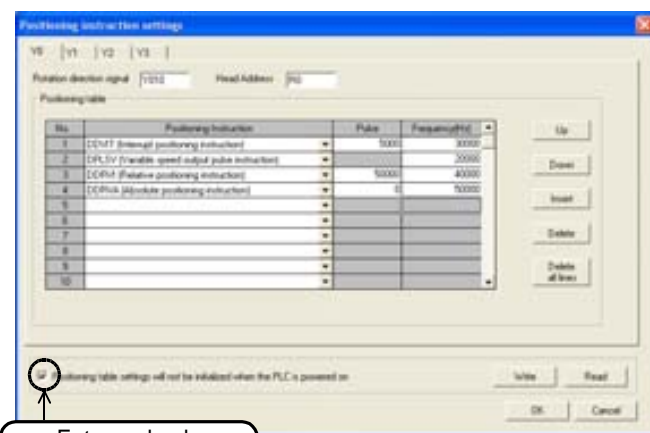 Positioning instruction settings
Y0 Y1 Y2 Y3
Rotation direction signal Y010 Head Address R0
Positioning table
No. Positioning Instruction Pulse Frequency(Hz)
1 DDVIT (Interrupt positioning instruction) 5000 30000
2 DPLSV (Variable speed output pulse instruction) 20000
3 DDRVI (Relative positioning instruction) 50000 40000
4 DDRVA (Absolute positioning instruction) 0 50000
5
6
7
8
9
10
Up
Down
Insert
Delete
Delete
all lines
Positioning table settings will not be initialized when the PLC is powered on
Write Read
OK Cancel